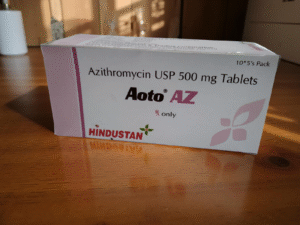 10*5's Pack
Azithromycin USP 500 mg Tablets
Aoto® AZ
℞ only
HINDUSTAN